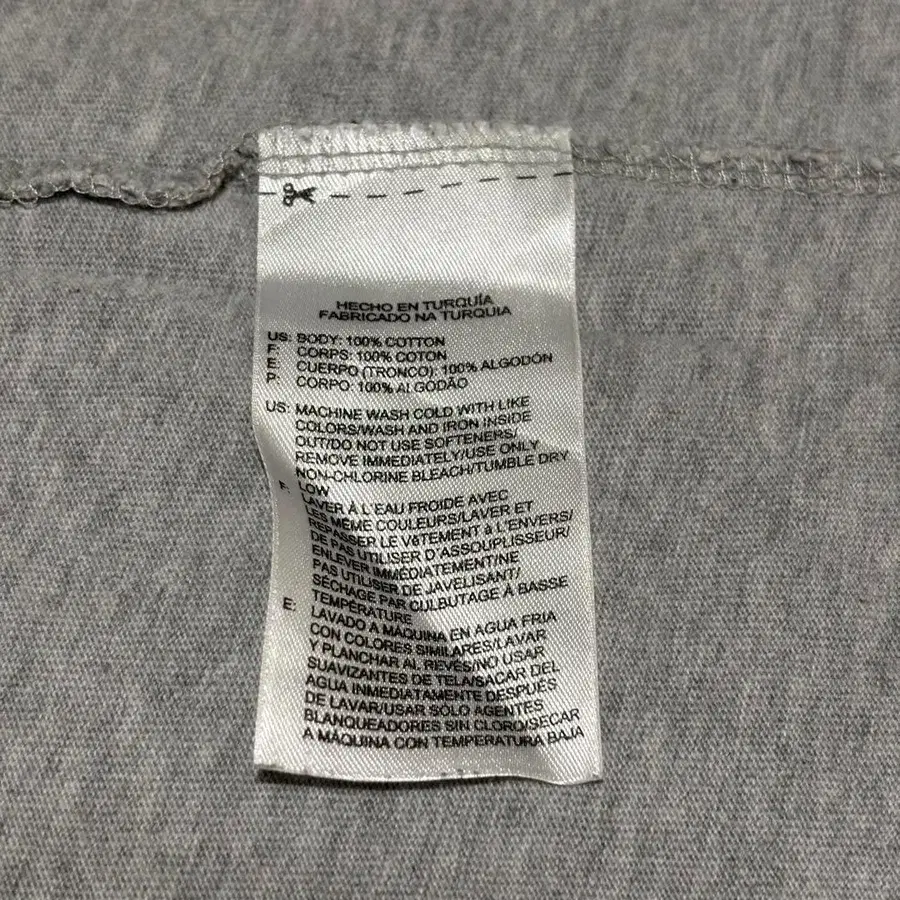 HECHO EN TURQUÍA
FABRICADO NA TURQUIA
US: BODY: 100% COTTON
F: CORPS: 100% COTON
E: CUERPO (TRONCO): 100% ALGODÓN
P: CORPO: 100% ALGODÃO
US: MACHINE WASH COLD WITH LIKE
COLORS/WASH AND IRON INSIDE
OUT/DO NOT USE SOFTENERS/
REMOVE IMMEDIATELY/USE ONLY
NON-CHLORINE BLEACH/TUMBLE DRY
LOW
F: LAVER À L'EAU FROIDE AVEC
LES MÊME COULEURS/LAVER ET
REPASSER LE VêTEMENT à L'ENVERS/
DE PAS UTILISER D'ASSOUPLISSEUR/
ENLEVER IMMÉDIATEMENT/NE
PAS UTILISER DE JAVELISANT/
SÉCHAGE PAR CULBUTAGE À BASSE
TEMPÉRATURE
E: LAVADO A MÁQUINA EN AGUA FRIA
CON COLORES SIMILARES/LAVAR
Y PLANCHAR AL REVÉS/NO USAR
SUAVIZANTES DE TELA/SACAR DEL
AGUA INMEDIATAMENTE DESPUÉS
DE LAVAR/USAR SOLO AGENTES
BLANQUEADORES SIN CLORO/SECAR
A MÁQUINA CON TEMPERATURA BAJA